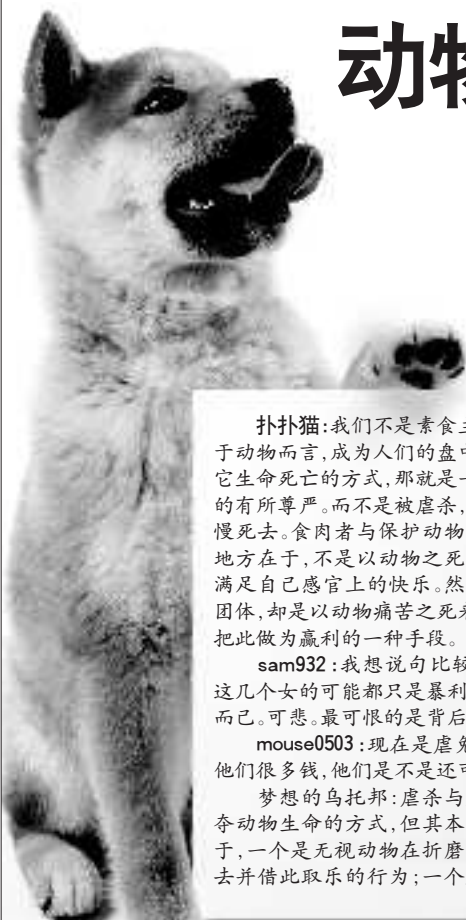 动物
扑扑猫:我们不是素食主
于动物而言,成为人们的盘中
它生命死亡的方式,那就是一
的有所尊严。而不是被虐杀,
慢死去。食肉者与保护动物
地方在于,不是以动物之死
满足自己感官上的快乐。然
团体,却是以动物痛苦之死来
把此做为赢利的一种手段。
sam932:我想说句比较
这几个女的可能都只是暴利
而已。可悲。最可恨的是背后
mouse0503:现在是虐兔
他们很多钱,他们是不是还可
梦想的乌托邦:虐杀与
夺动物生命的方式,但其本
于,一个是无视动物在折磨
去并借此取乐的行为;一个